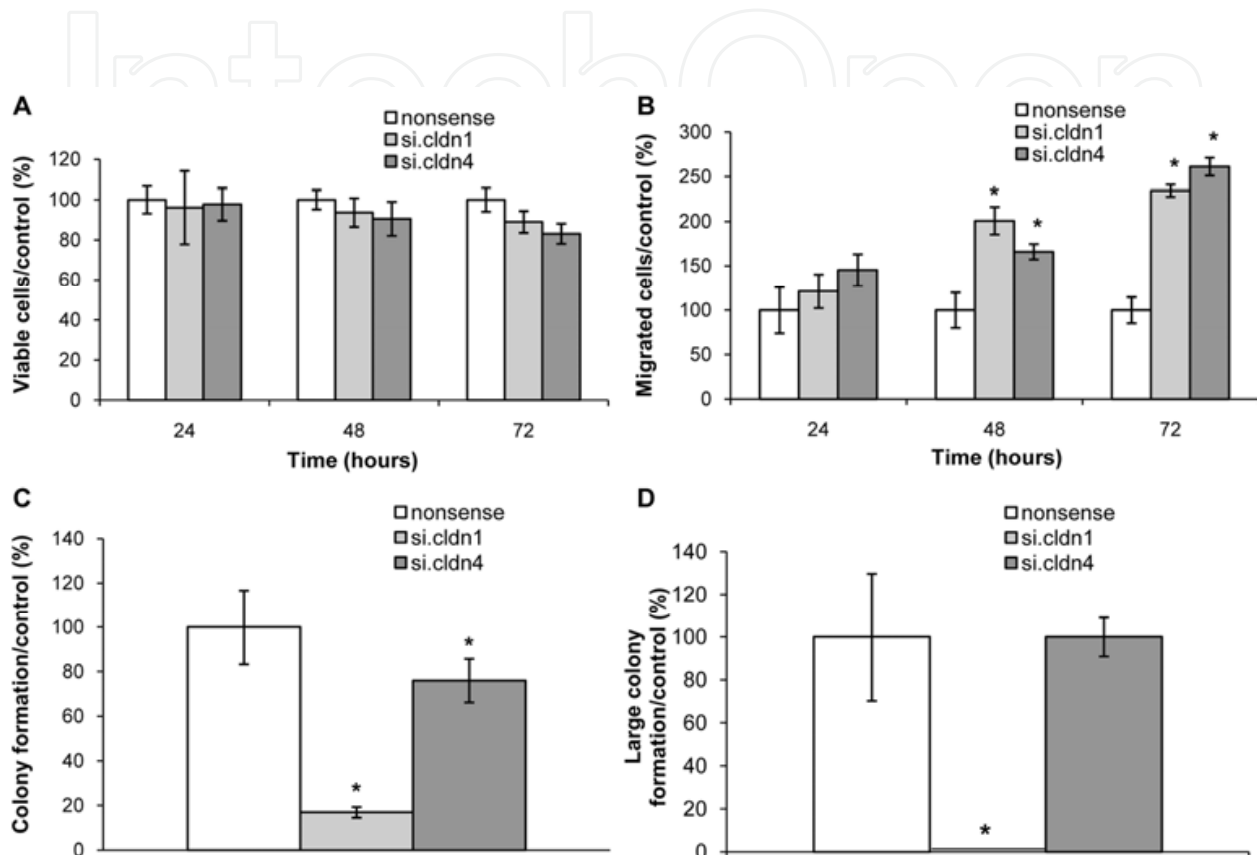 IntechOpen
A
nonsense
si.cldn1
si.cldn4
Viable cells/control (%)
120
100
80
60
40
20
0
24
48
72
Time (hours)
B
nonsense
si.cldn1
si.cldn4
Migrated cells/control (%)
300
250
200
150
100
50
0
*
*
*
*
24
48
72
Time (hours)
C
nonsense
si.cldn1
si.cldn4
Colony formation/control (%)
140
120
100
80
60
40
20
0
*
*
D
nonsense
si.cldn1
si.cldn4
Large colony
formation/control (%)
140
120
100
80
60
40
20
0
*